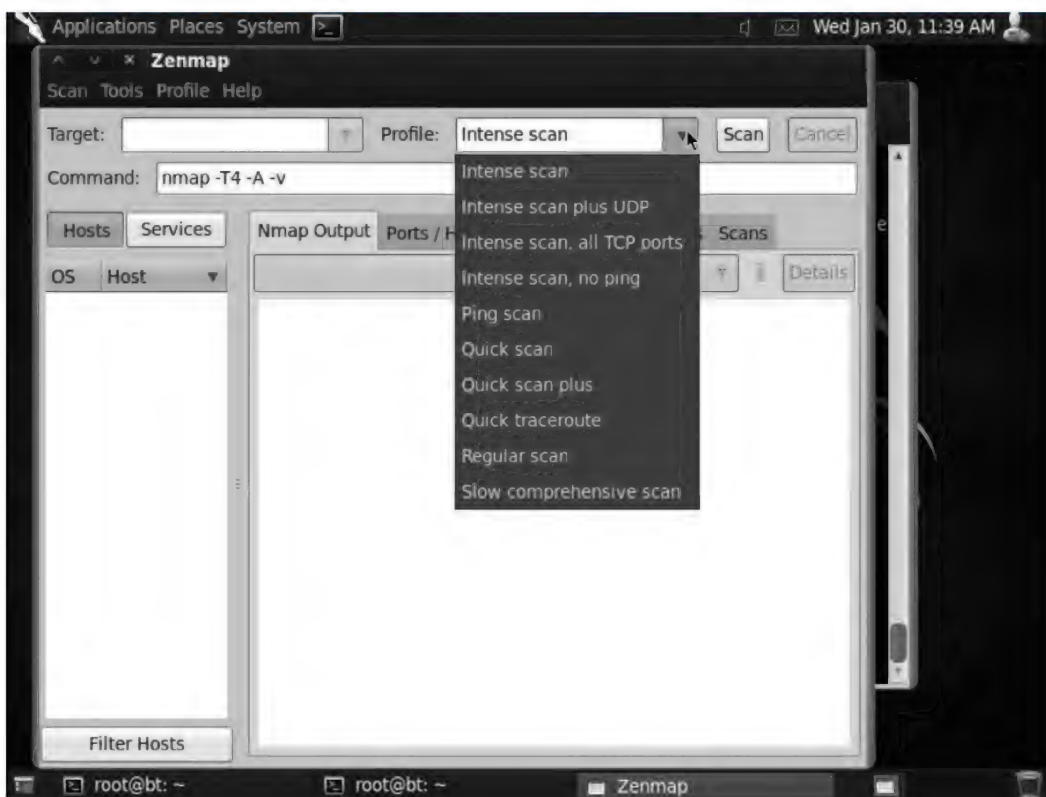 Applications Places System
Wed Jan 30, 11:39 AM
Zenmap
Scan Tools Profile Help
Target:
Profile: Intense scan
Scan
Cancel
Command: nmap -T4 -A -v
Hosts
Services
Nmap Output
Ports / H
s
Scans
OS
Host
Details
Intense scan
Intense scan plus UDP
Intense scan, all TCP ports
Intense scan, no ping
Ping scan
Quick scan
Quick scan plus
Quick traceroute
Regular scan
Slow comprehensive scan
e
Filter Hosts
root@bt: ~
root@bt: ~
Zenmap